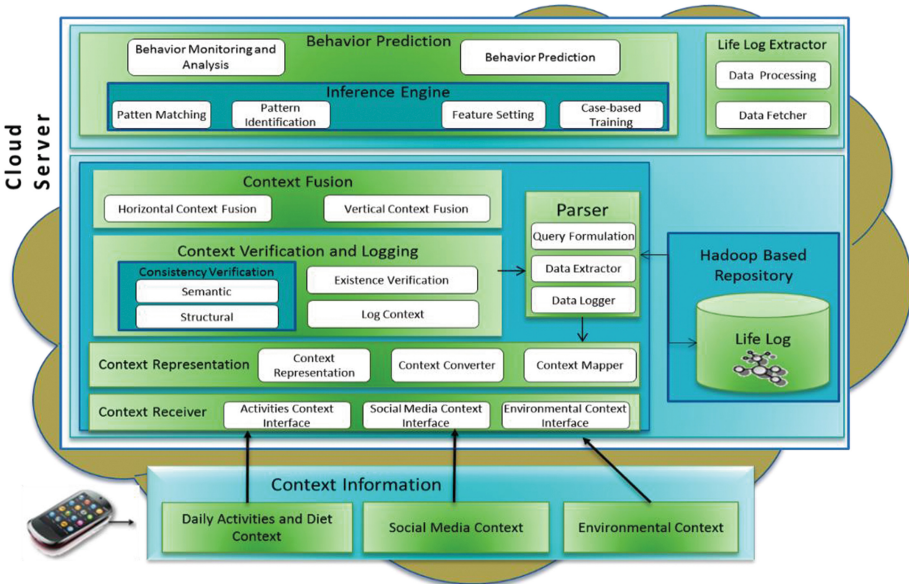 Cloud
Server
Behavior Prediction
Behavior Monitoring and
Analysis
Behavior Prediction
Inference Engine
Patten Matching
Pattern
Identification
Feature Setting
Case-based
Training
Life Log Extractor
Data Processing
Data Fetcher
Context Fusion
Horizontal Context Fusion
Vertical Context Fusion
Context Verification and Logging
Consistency Verification
Semantic
Structural
Existence Verification
Log Context
Parser
Query Formulation
Data Extractor
Data Logger
Hadoop Based
Repository
Life Log
Context Representation
Context
Representation
Context Converter
Context Mapper
Context Receiver
Activities Context
Interface
Social Media Context
Interface
Environmental Context
Interface
Context Information
Daily Activities and Diet
Context
Social Media Context
Environmental Context